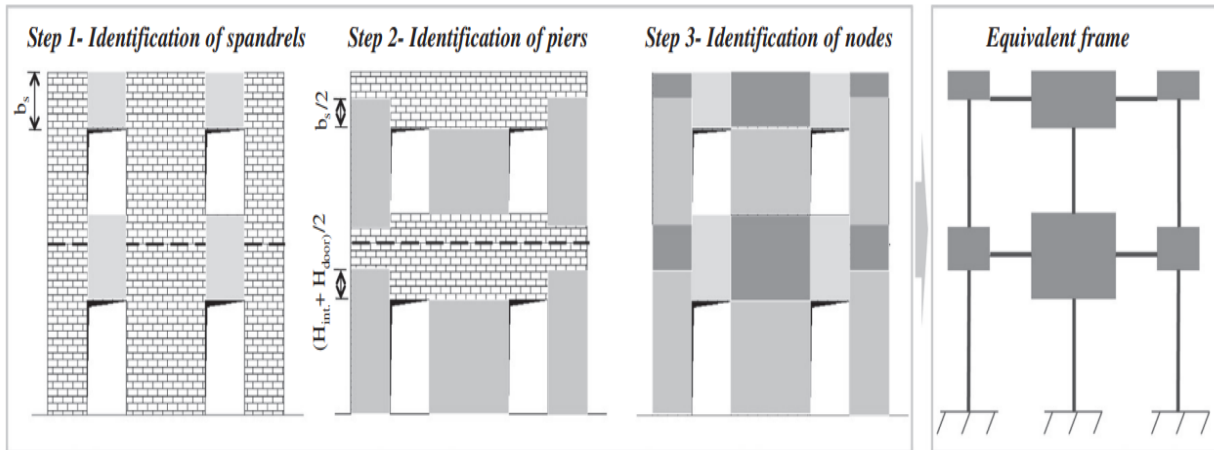 Step 1- Identification of spandrels
Step 2- Identification of piers
Step 3- Identification of nodes
Equivalent frame
bs
bs/2
(Hint.+ Hdoor)/2